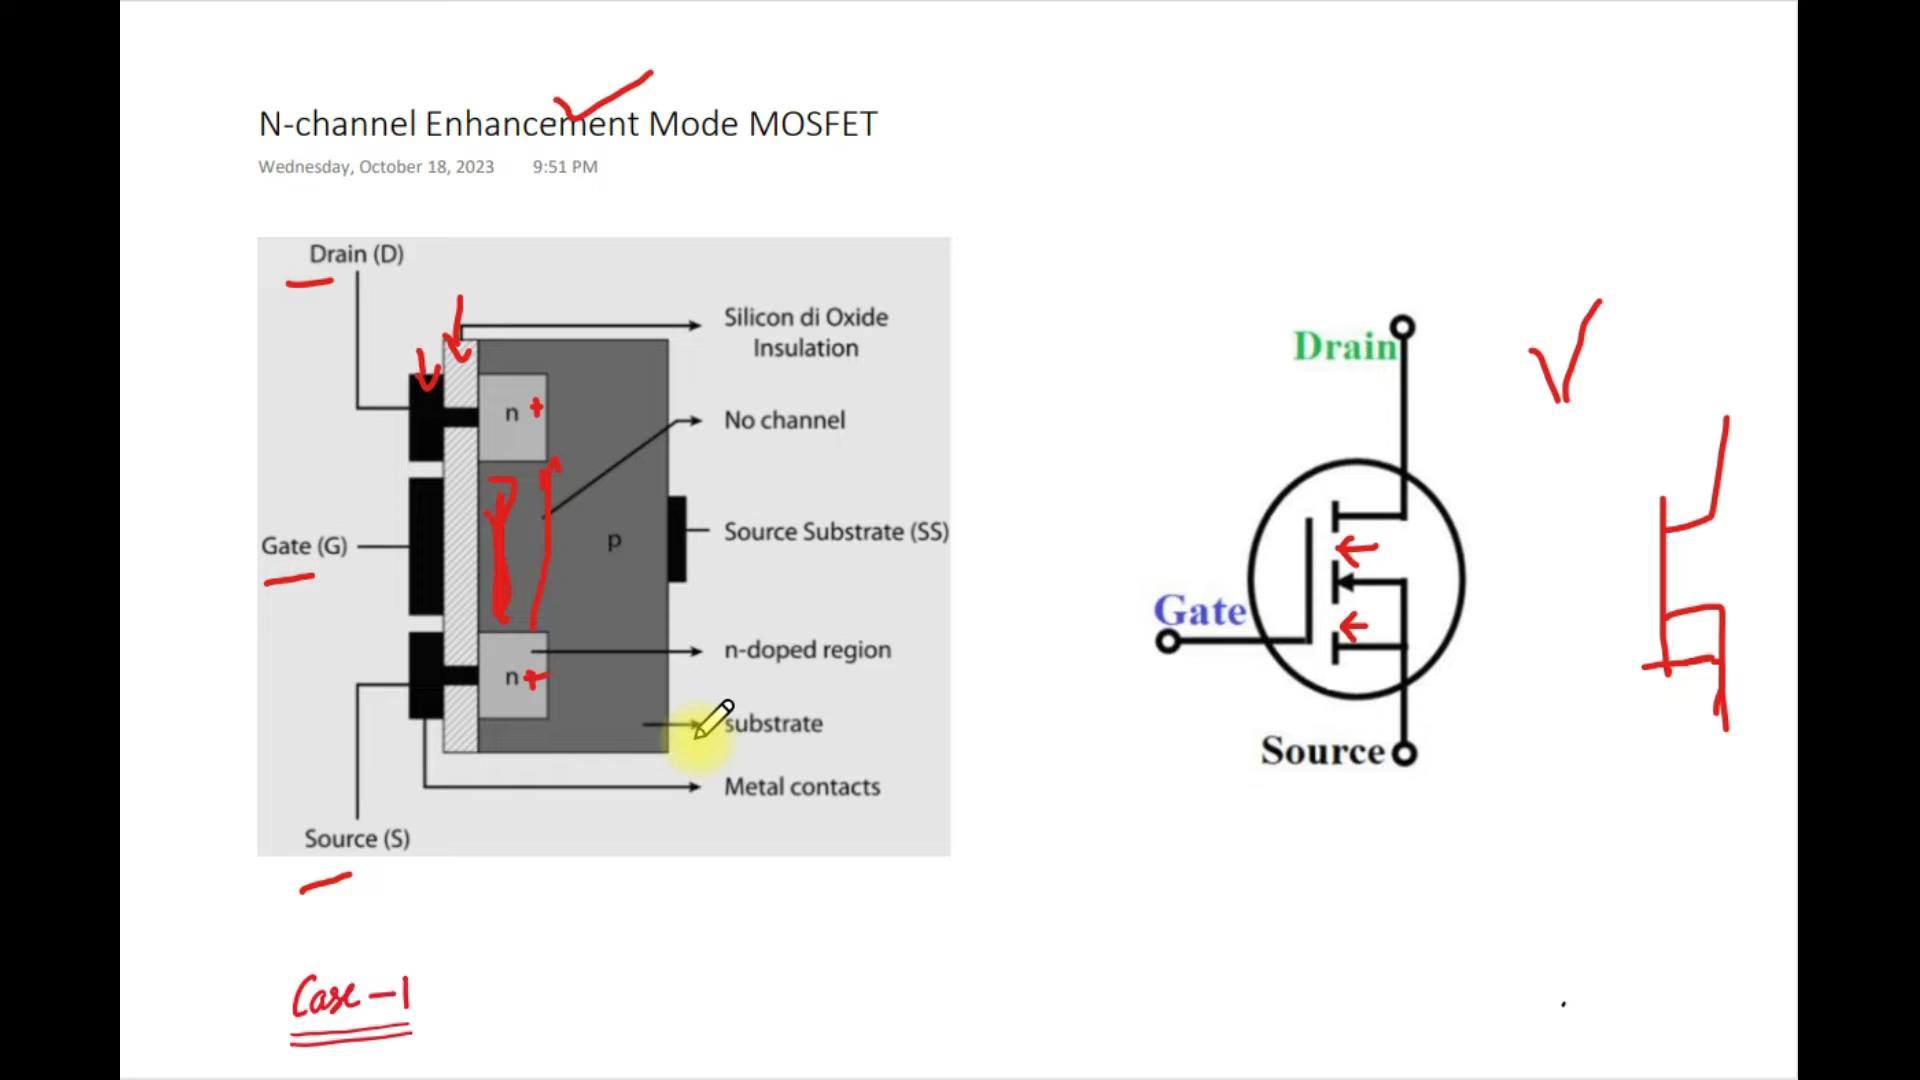 N-channel Enhancement Mode MOSFET
Wednesday, October 18, 2023 9:51 PM
Drain (D)
Silicon di Oxide
Insulation
n +
No channel
Gate (G)
p
Source Substrate (SS)
n +
n-doped region
substrate
Metal contacts
Source (S)
Drain
Gate
Source
Case - 1